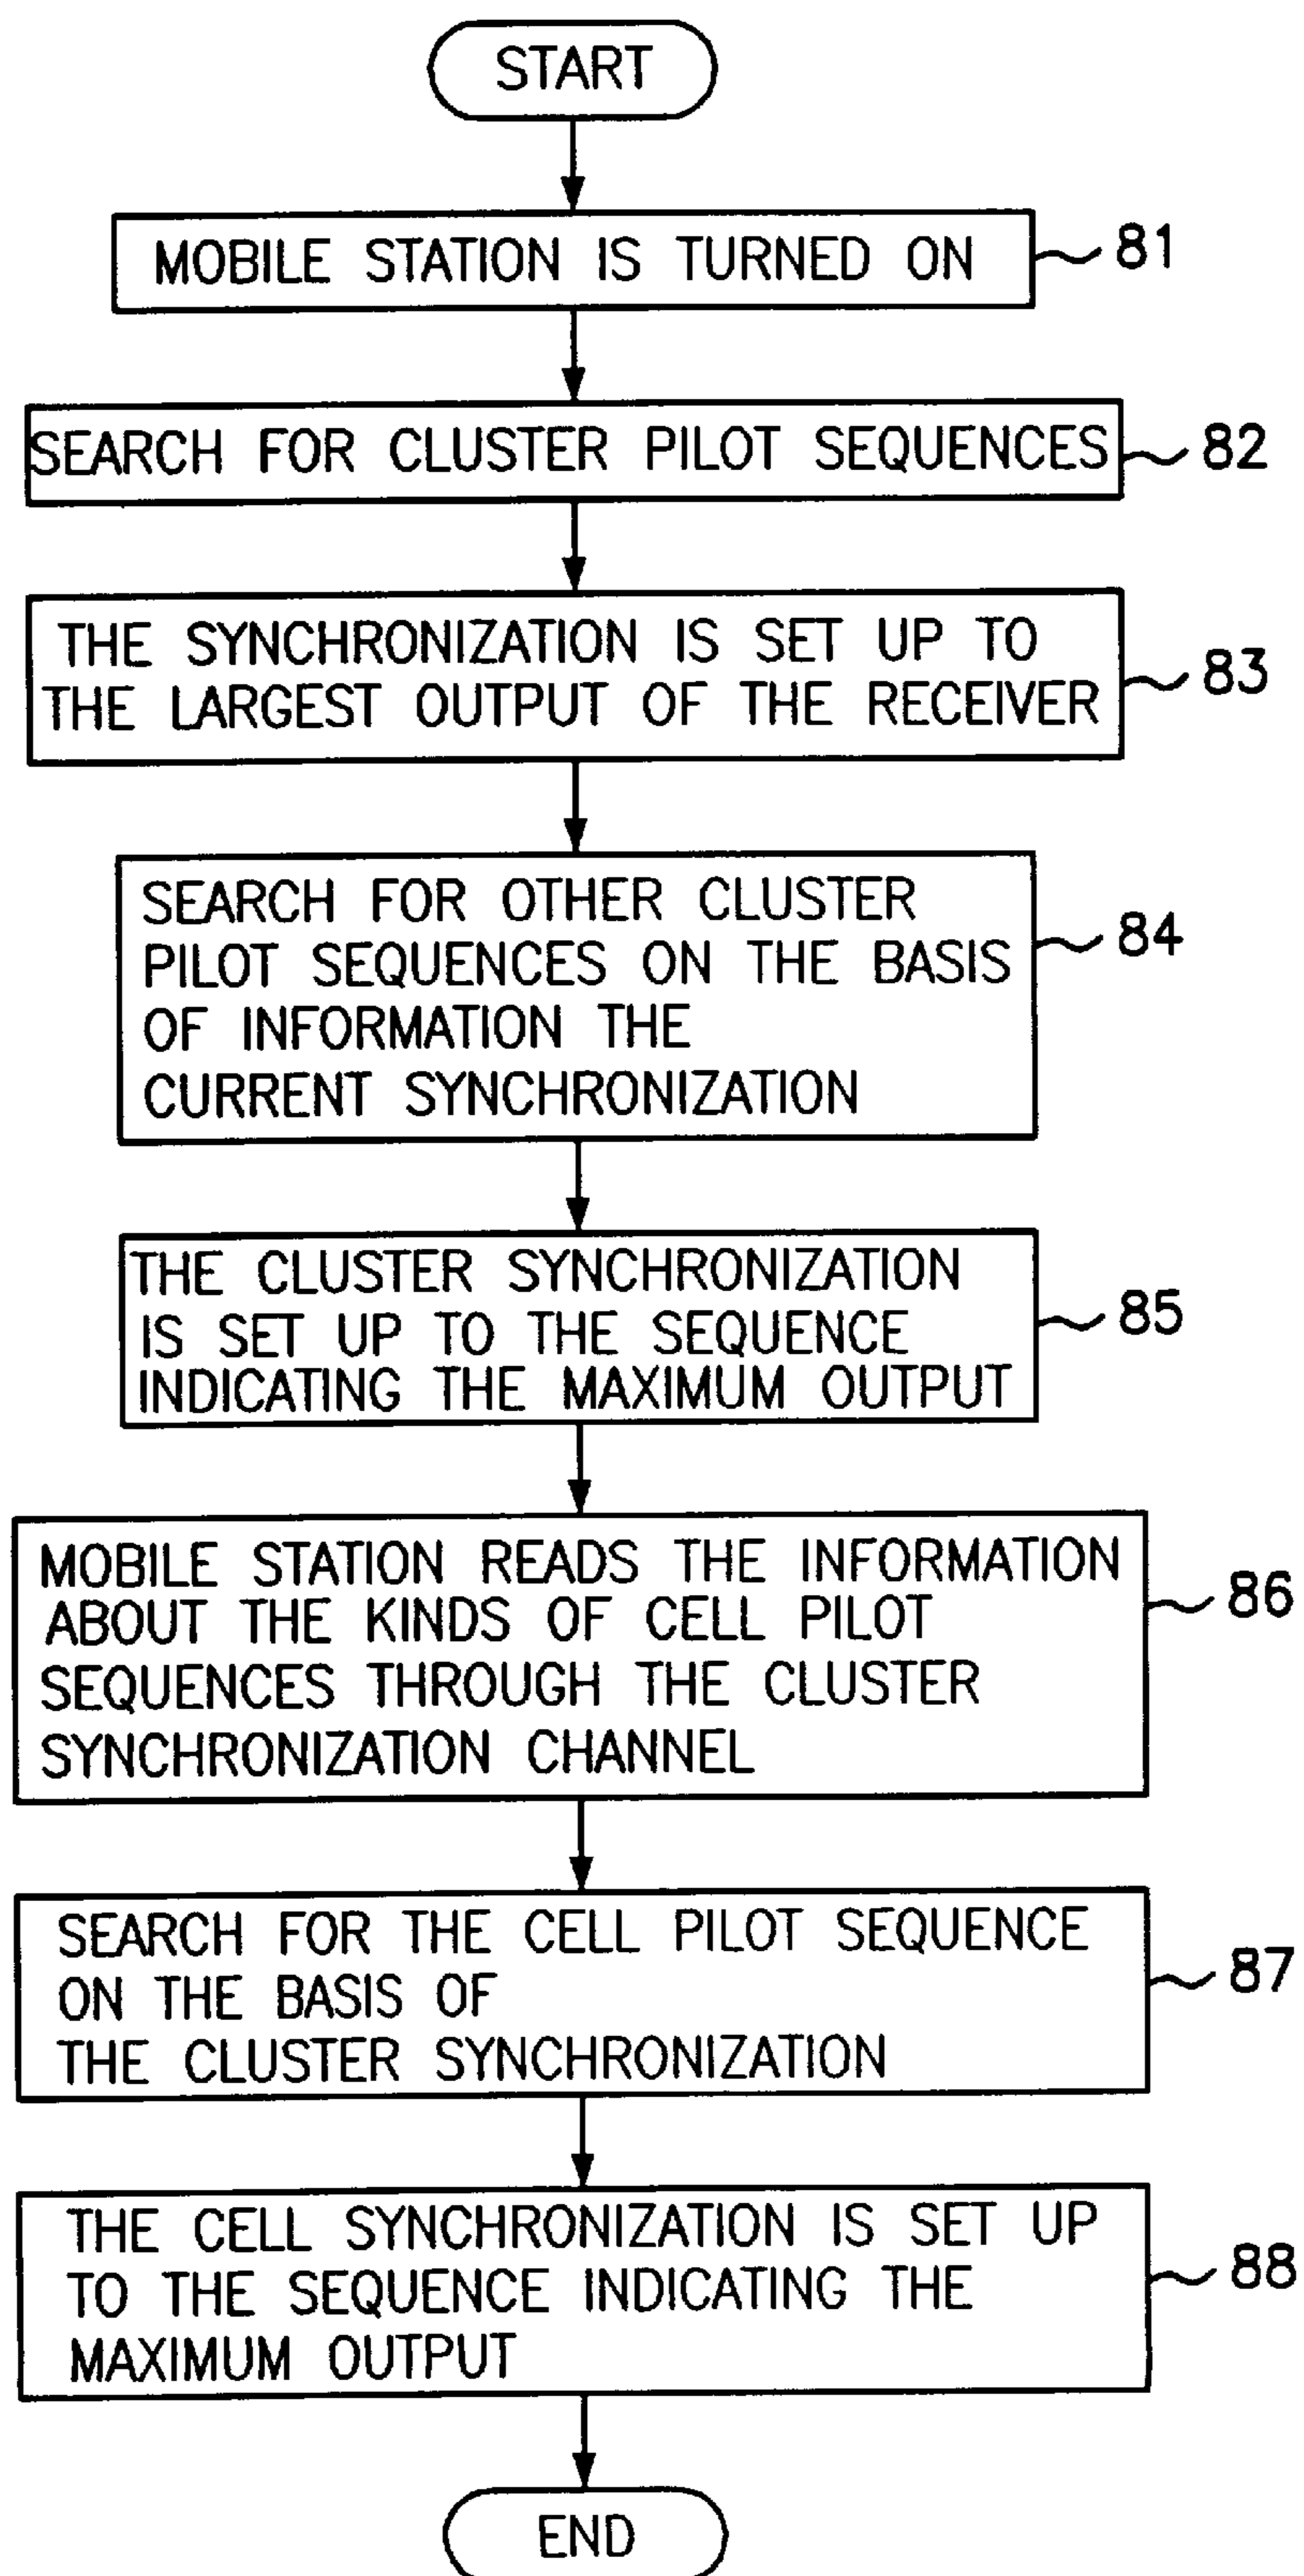 START
MOBILE STATION IS TURNED ON
81
SEARCH FOR CLUSTER PILOT SEQUENCES
82
THE SYNCHRONIZATION IS SET UP TO
THE LARGEST OUTPUT OF THE RECEIVER
83
SEARCH FOR OTHER CLUSTER
PILOT SEQUENCES ON THE BASIS
OF INFORMATION THE
CURRENT SYNCHRONIZATION
84
THE CLUSTER SYNCHRONIZATION
IS SET UP TO THE SEQUENCE
INDICATING THE MAXIMUM OUTPUT
85
MOBILE STATION READS THE INFORMATION
ABOUT THE KINDS OF CELL PILOT
SEQUENCES THROUGH THE CLUSTER
SYNCHRONIZATION CHANNEL
86
SEARCH FOR THE CELL PILOT SEQUENCE
ON THE BASIS OF
THE CLUSTER SYNCHRONIZATION
87
THE CELL SYNCHRONIZATION IS SET UP
TO THE SEQUENCE INDICATING THE
MAXIMUM OUTPUT
88
END